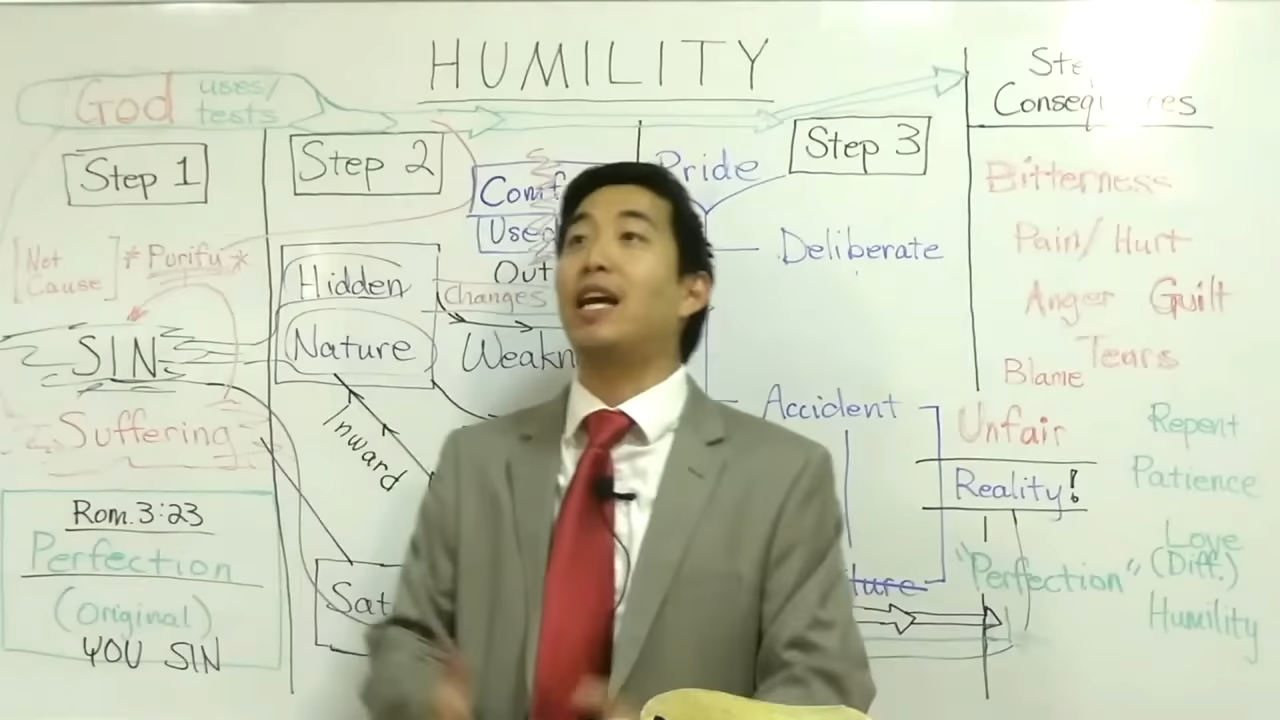 HUMILITY
God uses/
tests
Step 1
[Not
Cause]
*Purify*
SIN
Suffering
Rom. 3:23
Perfection
(Original)
YOU SIN
Step 2
Hidden
Nature
Inward
changes
Out
Pride
Step 3
Deliberate
Accident
Bitterness
Pain/Hurt
Anger Guilt
Tears
Blame
Unfair
Reality!
"Perfection"
Repent
Patience
Love
(Diff.)
Humility